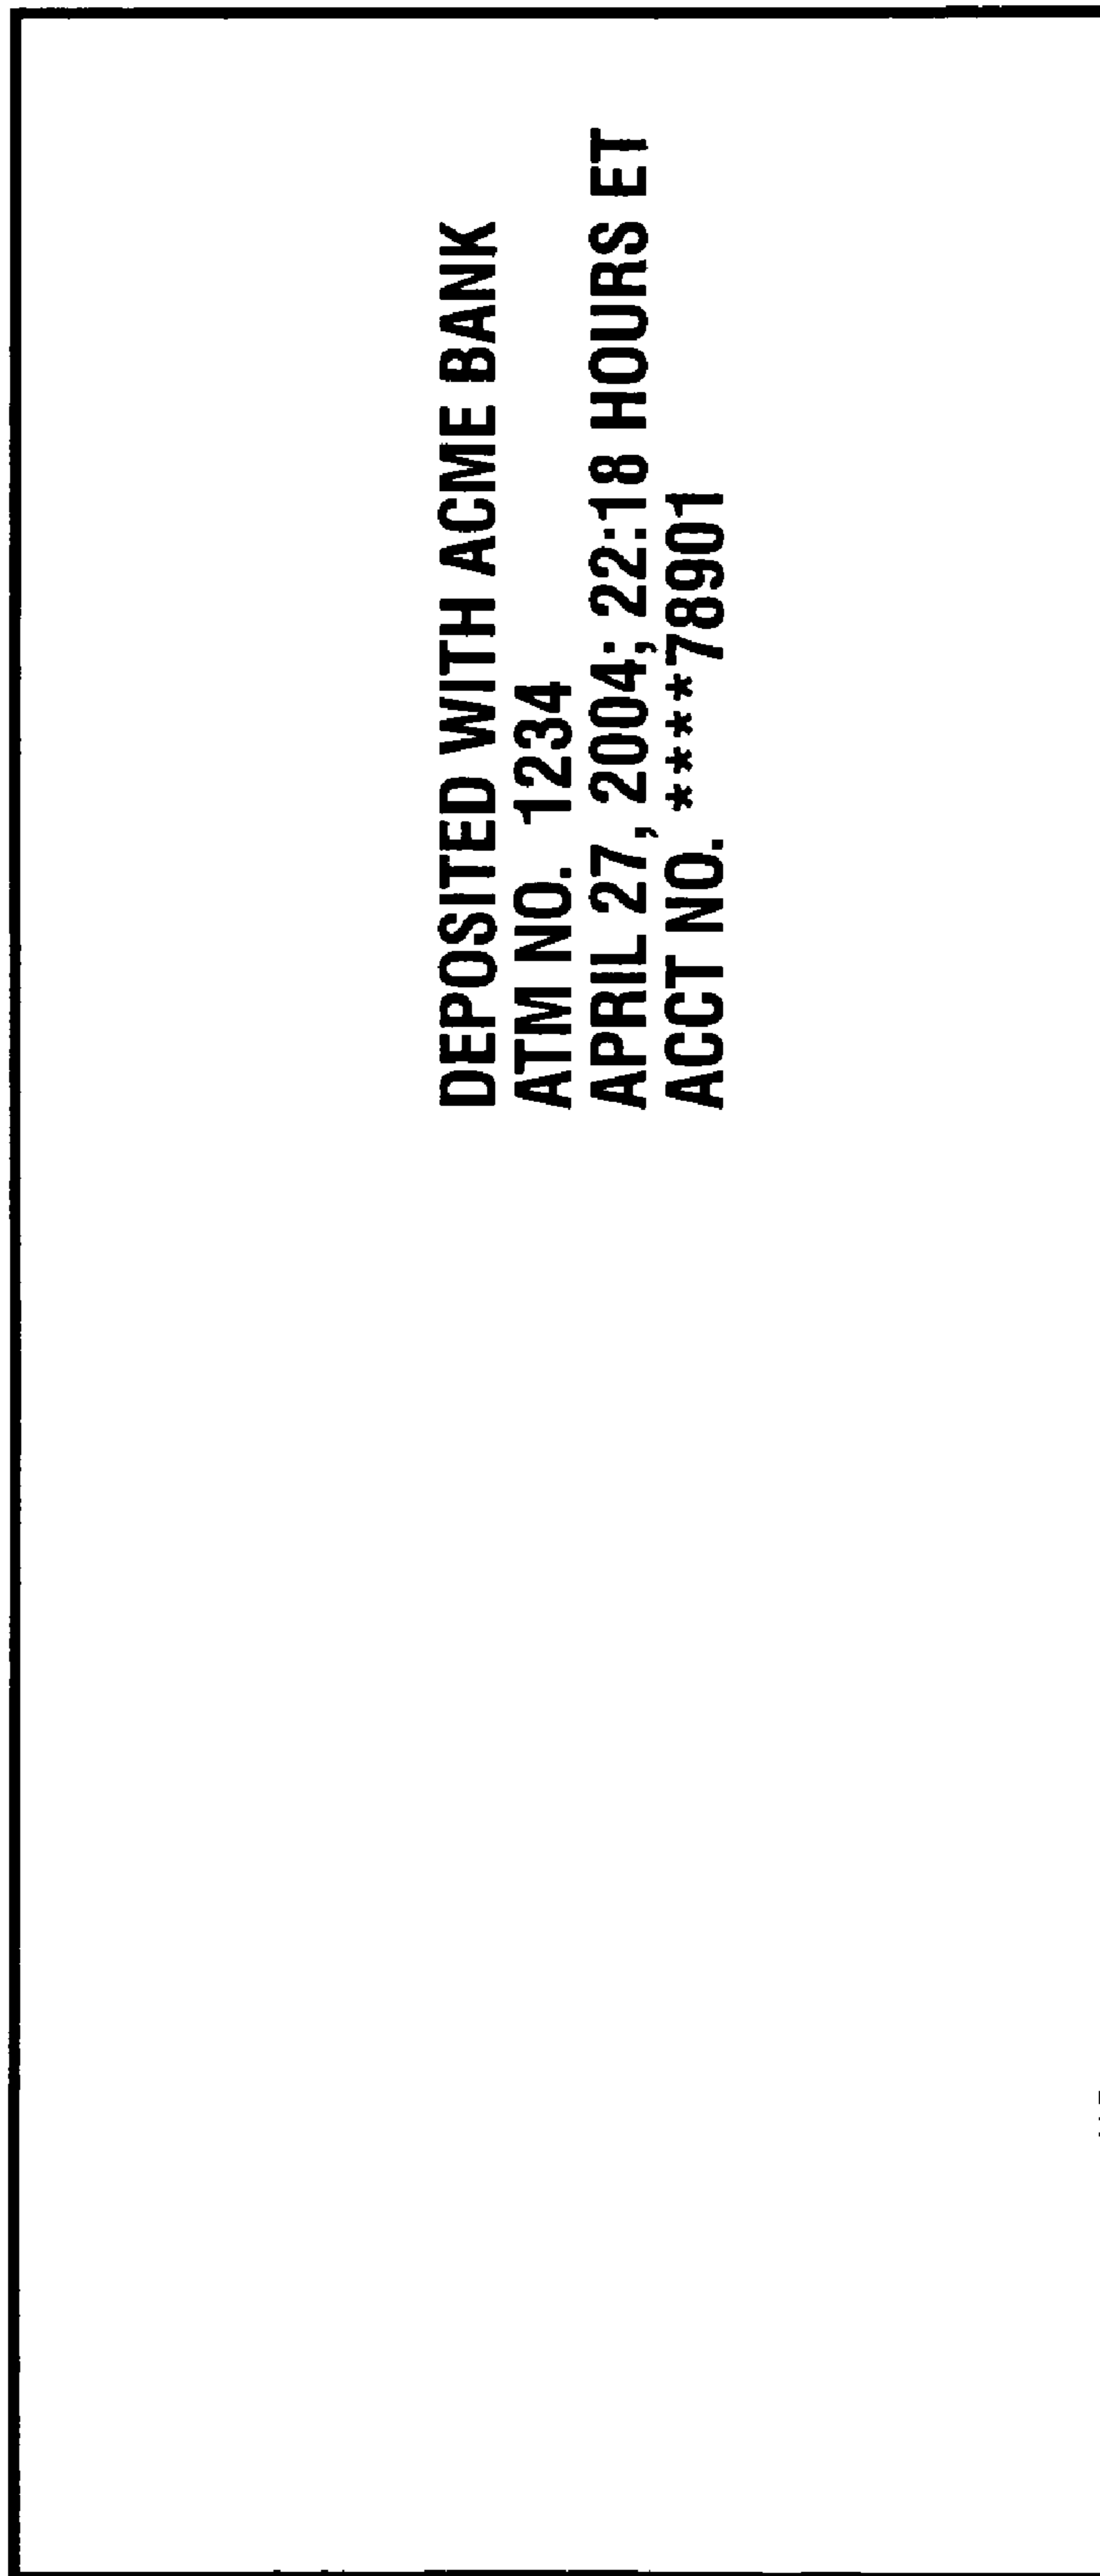 DEPOSITED WITH ACME BANK
ATM NO. 1234
APRIL 27, 2004; 22:18 HOURS ET
ACCT NO. ****78901